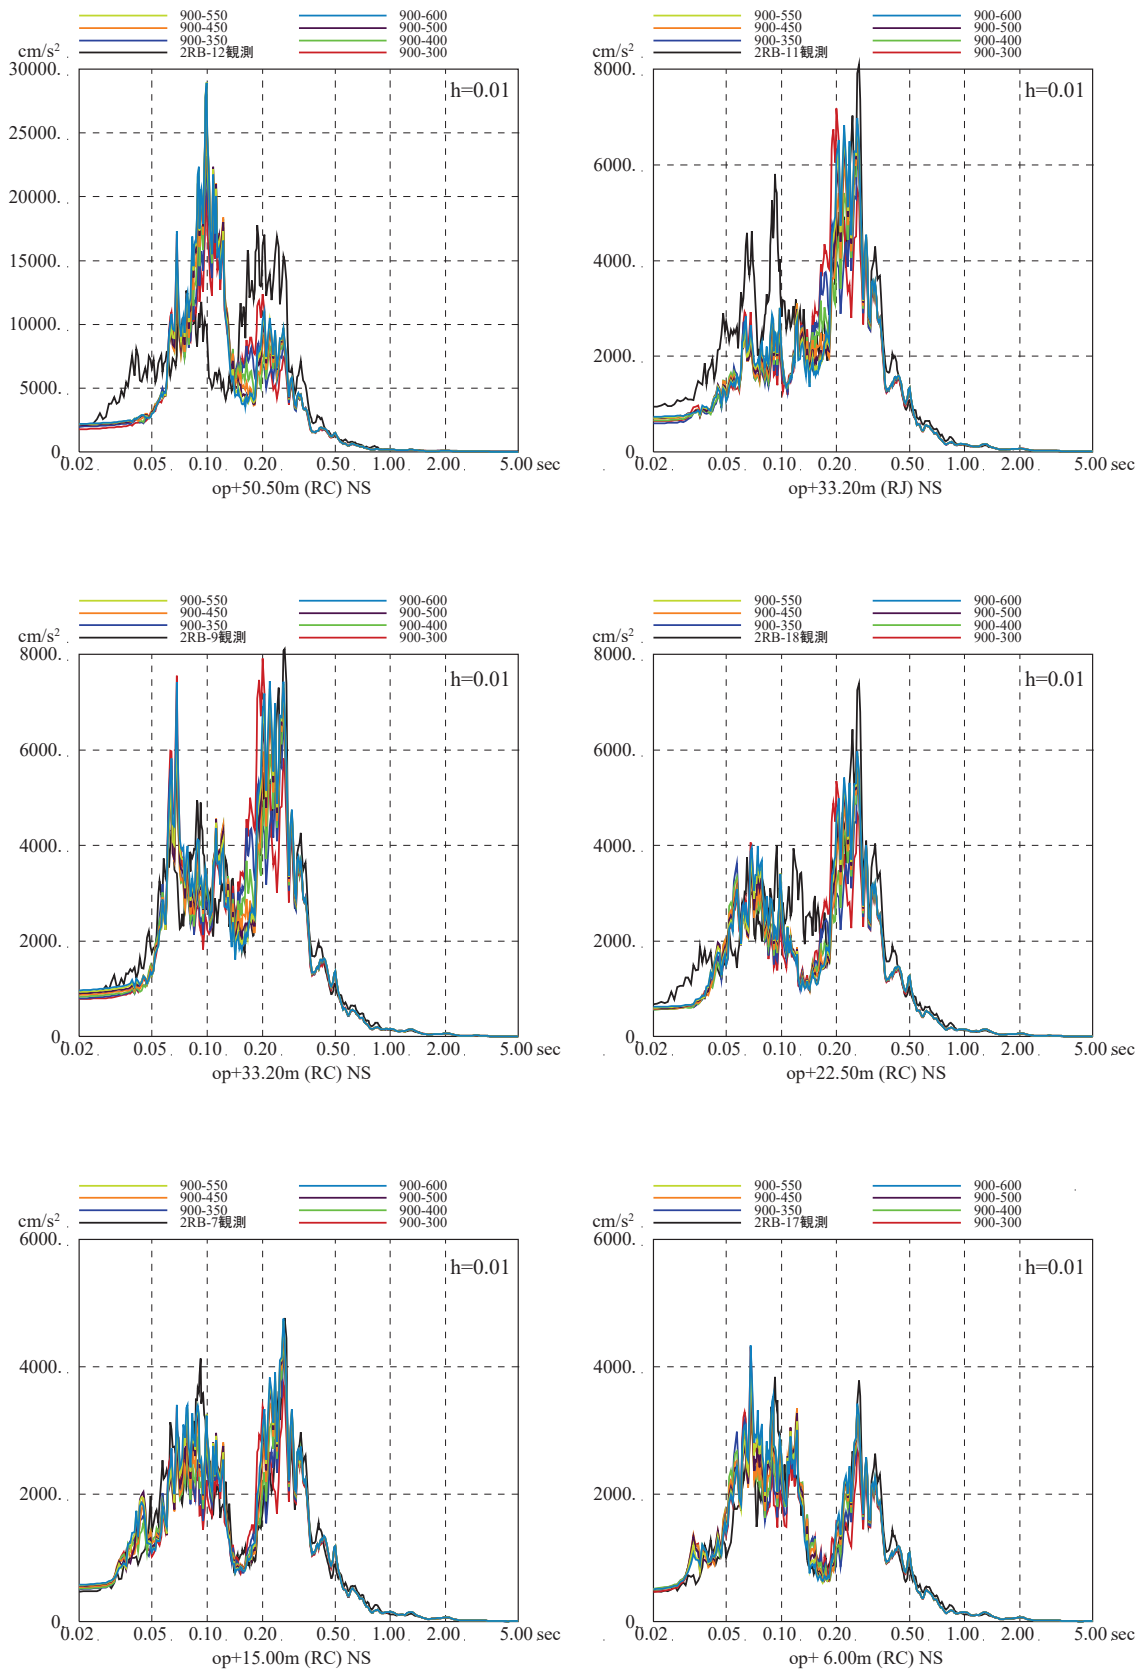 900-550 900-600
900-450 900-500
900-350 900-400
2RB-12観測 900-300
cm/s²
30000.
h=0.01
25000.
20000.
15000.
10000.
5000.
0.
0.02 0.05 0.10 0.20 0.50 1.00 2.00 5.00 sec
op+50.50m (RC) NS
900-550 900-600
900-450 900-500
900-350 900-400
2RB-11観測 900-300
cm/s²
8000.
h=0.01
6000.
4000.
2000.
0.
0.02 0.05 0.10 0.20 0.50 1.00 2.00 5.00 sec
op+33.20m (RJ) NS
900-550 900-600
900-450 900-500
900-350 900-400
2RB-9観測 900-300
cm/s²
8000.
h=0.01
6000.
4000.
2000.
0.
0.02 0.05 0.10 0.20 0.50 1.00 2.00 5.00 sec
op+33.20m (RC) NS
900-550 900-600
900-450 900-500
900-350 900-400
2RB-18観測 900-300
cm/s²
8000.
h=0.01
6000.
4000.
2000.
0.
0.02 0.05 0.10 0.20 0.50 1.00 2.00 5.00 sec
op+22.50m (RC) NS
900-550 900-600
900-450 900-500
900-350 900-400
2RB-7観測 900-300
cm/s²
6000.
h=0.01
4000.
2000.
0.
0.02 0.05 0.10 0.20 0.50 1.00 2.00 5.00 sec
op+15.00m (RC) NS
900-550 900-600
900-450 900-500
900-350 900-400
2RB-17観測 900-300
cm/s²
6000.
h=0.01
4000.
2000.
0.
0.02 0.05 0.10 0.20 0.50 1.00 2.00 5.00 sec
op+ 6.00m (RC) NS